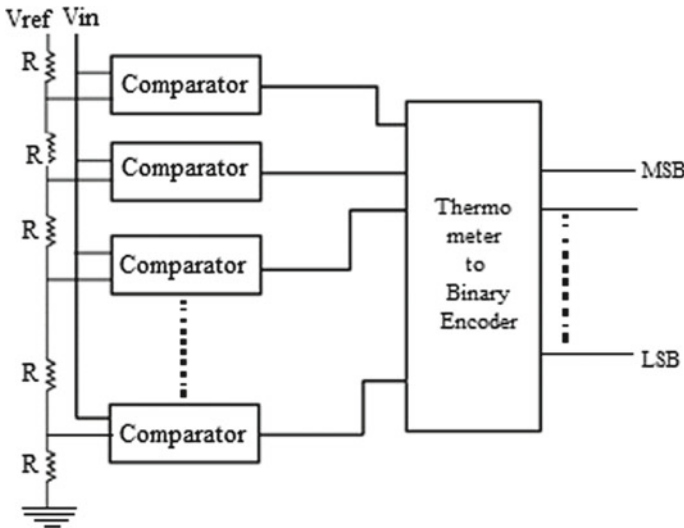 Vref Vin
R
Comparator
R
Comparator
MSB
R
Thermo
meter
to
Binary
Encoder
Comparator
R
LSB
Comparator
R